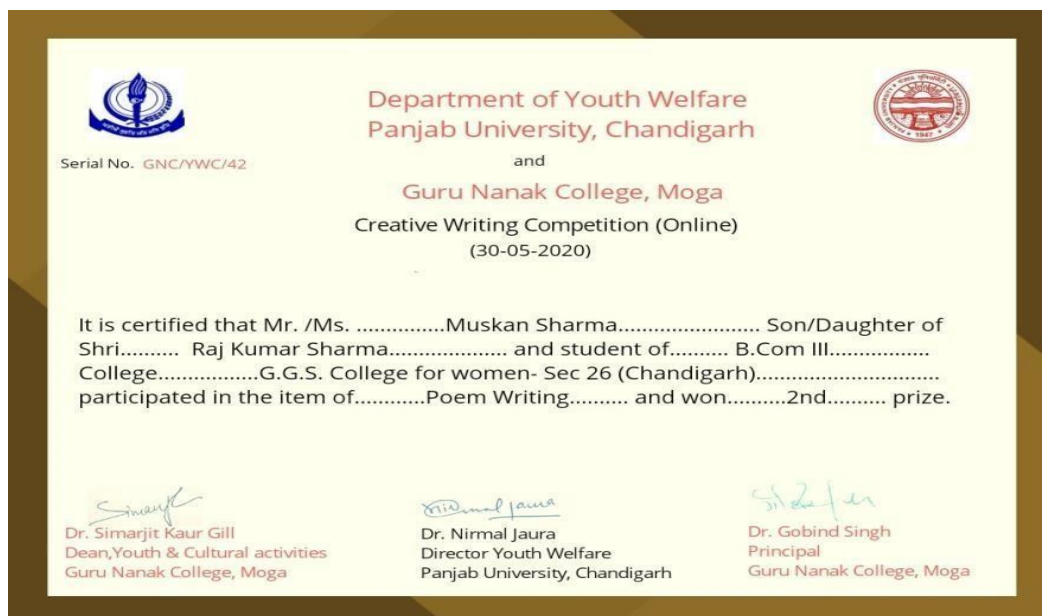 Department of Youth Welfare
Panjab University, Chandigarh
Serial No. GNC/YWC/42
and
Guru Nanak College, Moga
Creative Writing Competition (Online)
(30-05-2020)
It is certified that Mr. /Ms. ...............Muskan Sharma........................ Son/Daughter of
Shri.......... Raj Kumar Sharma.................... and student of.......... B.Com III.................
College.................G.G.S. College for women- Sec 26 (Chandigarh)...............................
participated in the item of............Poem Writing.......... and won..........2nd.......... prize.
Nirmal Jaura
Dr. Simarjit Kaur Gill
Dean,Youth & Cultural activities
Guru Nanak College, Moga
Dr. Nirmal Jaura
Director Youth Welfare
Panjab University, Chandigarh
Dr. Gobind Singh
Principal
Guru Nanak College, Moga